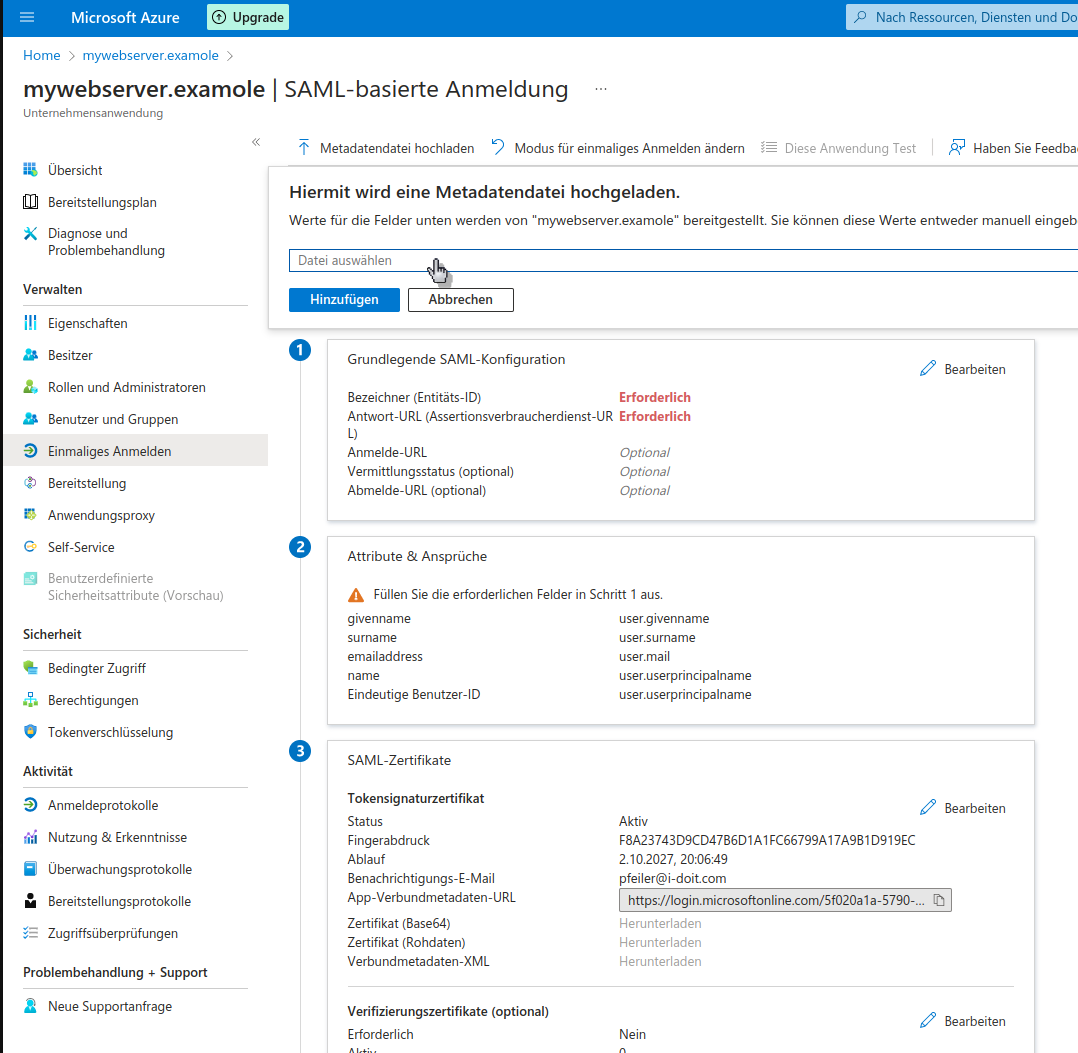 Microsoft Azure
Upgrade
Nach Ressourcen, Diensten und Do
Home
mywebserver.example
mywebserver.examole | SAML-basierte Anmeldung
Unternehmensanwendung
Metadatendatei hochladen
Modus für einmaliges Anmelden ändern
Diese Anwendung Test
Haben Sie Feedba
Übersicht
Bereitstellungsplan
Diagnose und
Problembehandlung
Verwalten
Eigenschaften
Besitzer
Rollen und Administratoren
Benutzer und Gruppen
Einmaliges Anmelden
Bereitstellung
Anwendungsproxy
Self-Service
Benutzerdefinierte
Sicherheitsattribute (Vorschau)
Sicherheit
Bedingter Zugriff
Berechtigungen
Tokenverschlüsselung
Aktivität
Anmeldeprotokolle
Nutzung & Erkenntnisse
Überwachungsprotokolle
Bereitstellungsprotokolle
Zugriffsüberprüfungen
Problembehandlung + Support
Neue Supportanfrage
Hiermit wird eine Metadatendatei hochgeladen.
Werte für die Felder unten werden von "mywebserver.examole" bereitgestellt. Sie können diese Werte entweder manuell eingeb
Datei auswählen
Hinzufügen
Abbrechen
1
Grundlegende SAML-Konfiguration
Bearbeiten
Bezeichner (Entitäts-ID) Erforderlich
Antwort-URL (Assertionsverbraucherdienst-UR Erforderlich
L)
Anmelde-URL Optional
Vermittlungsstatus (optional) Optional
Abmelde-URL (optional) Optional
2
Attribute & Ansprüche
Füllen Sie die erforderlichen Felder in Schritt 1 aus.
givenname user.givenname
surname user.surname
emailaddress user.mail
name user.userprincipalname
Eindeutige Benutzer-ID user.userprincipalname
3
SAML-Zertifikate
Tokensignaturzertifikat
Bearbeiten
Status Aktiv
Fingerabdruck F8A23743D9CD47B6D1A1FC66799A17A9B1D919EC
Ablauf 2.10.2027, 20:06:49
Benachrichtigungs-E-Mail pfeiler@i-doit.com
App-Verbundmetadaten-URL https://login.microsoftonline.com/5f020a1a-5790-...
Zertifikat (Base64) Herunterladen
Zertifikat (Rohdaten) Herunterladen
Verbundmetadaten-XML Herunterladen
Verifizierungszertifikate (optional)
Bearbeiten
Erforderlich Nein
Aktiv 0